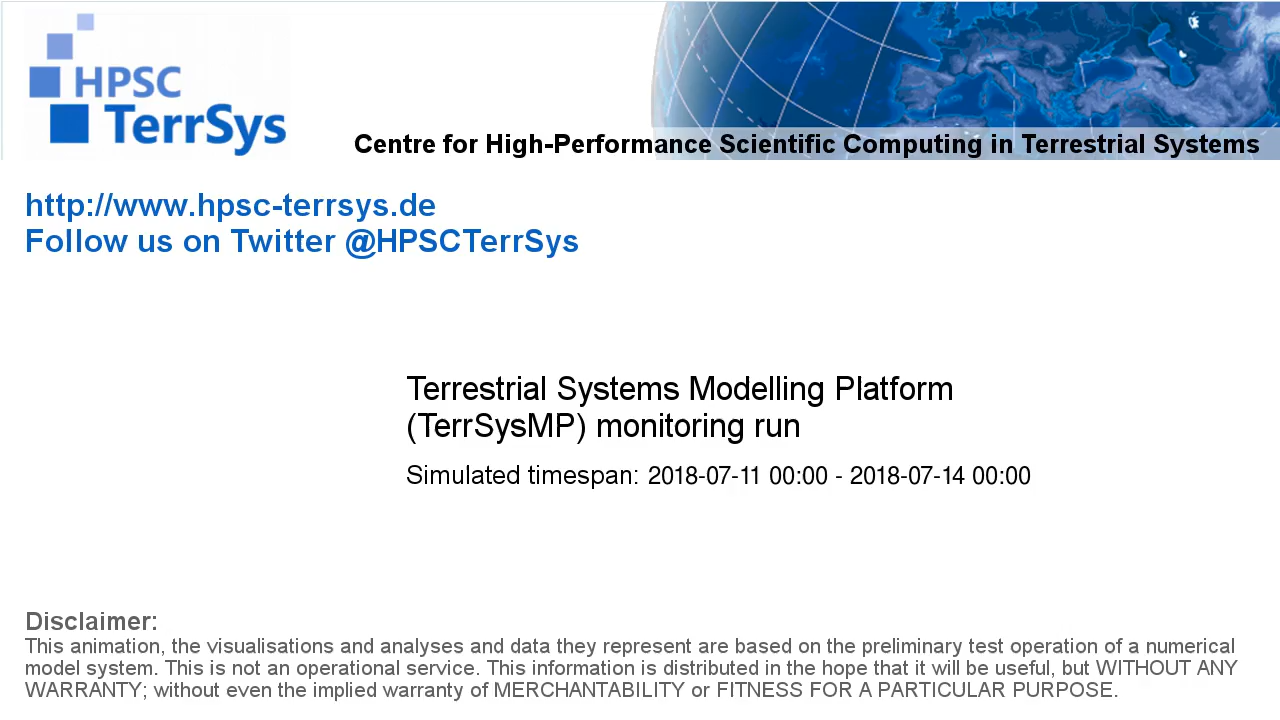 HPSC
TerrSys
Centre for High-Performance Scientific Computing in Terrestrial Systems
http://www.hpsc-terrsys.de
Follow us on Twitter @HPSCTerrSys
Terrestrial Systems Modelling Platform
(TerrSysMP) monitoring run
Simulated timespan: 2018-07-11 00:00 - 2018-07-14 00:00
Disclaimer:
This animation, the visualisations and analyses and data they represent are based on the preliminary test operation of a numerical
model system. This is not an operational service. This information is distributed in the hope that it will be useful, but WITHOUT ANY
WARRANTY; without even the implied warranty of MERCHANTABILITY or FITNESS FOR A PARTICULAR PURPOSE.